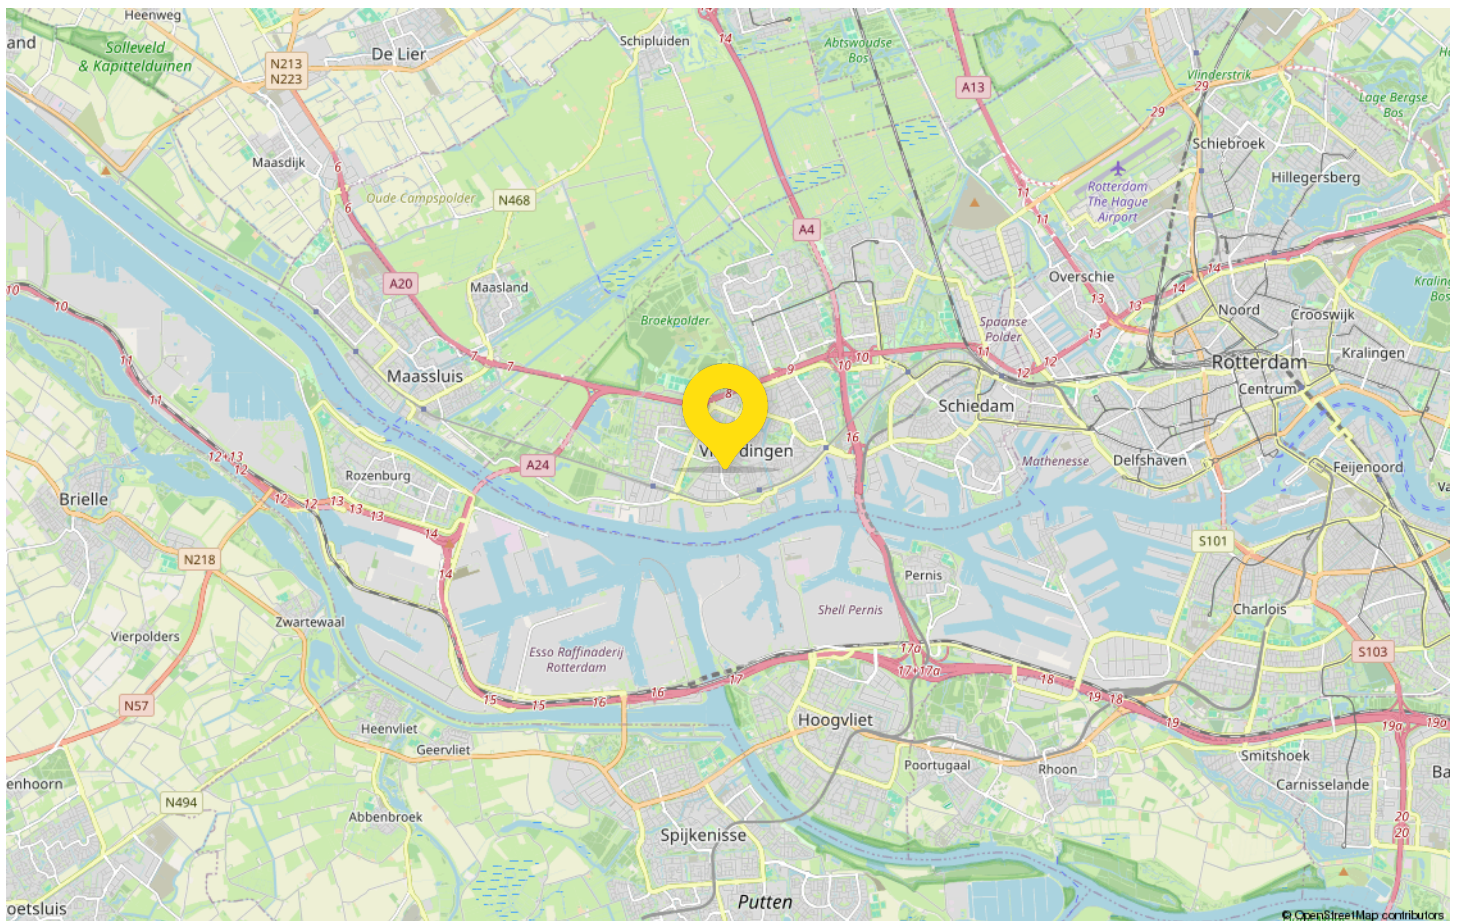 Heenweg
De Lier
Schipluiden
14
Abtswoudse
Bos
and
Solleveld
& Kapittelduinen
N213
N223
A13
Vlinderstrik
29
29
Lage Bergse
Bos
Schiebroek
Hillegersberg
Maasdijk
6
6
Oude Campspolder
N468
Rotterdam
The Hague
Airport
11
11
A4
Overschie
14
14
13
13
13
A20
Maasland
10
10
Broekpolder
Spaanse
Polder
Noord
Crooswijk
Kraling
Bos
7
7
9
10
10
11
12
12
Rotterdam
Kralingen
Maassluis
11
11
8
Schiedam
Centrum
16
Vl dingen
12+13
12
A24
Rozenburg
Mathenesse
Delfshaven
Feijenoord
Va
Brielle
12
12
13
13
13
14
14
N218
S101
Pernis
Shell Pernis
Charlois
Zwartewaal
Vierpolders
Esso Raffinaderij
Rotterdam
17a
17+17a
S103
15
15
16
16
17
18
19
18
19
19a
19a
N57
Heenvliet
Geervliet
Hoogvliet
Poortugaal
Rhoon
Smitshoek
Carnisselande
Ba
enhoorn
N494
Abbenbroek
Spijkenisse
20
20
oetsluis
Putten
© OpenStreetMap contributors